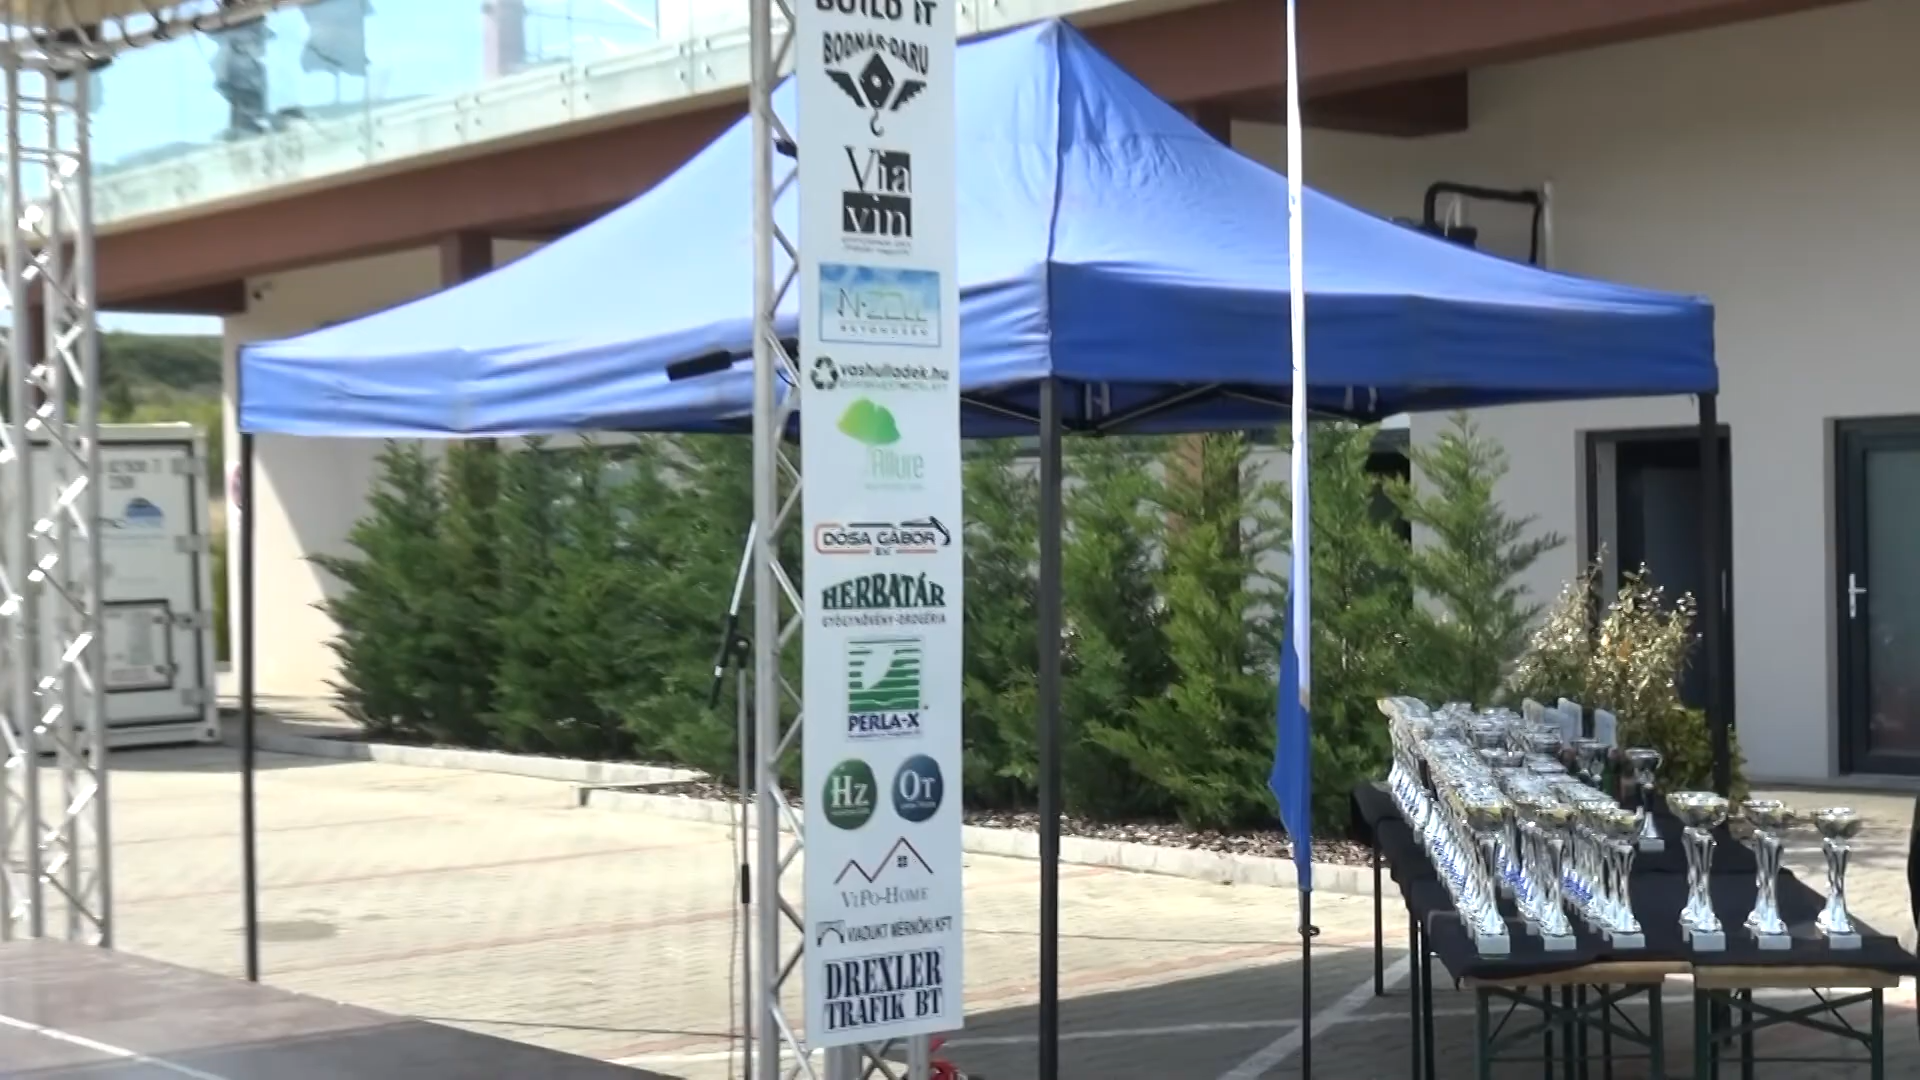 BUILD IT
BODNÁR DARU
Via
vin
N-ZELL
vashulladek.hu
Allure
DÓSA GÁBOR
E.V.
HERBATÁR
GYÓGYNÖVÉNY-DROGÉRIA
PERLA-X
Hz
OT
VIPO-HOME
VIADUKT MÉRNÖKI KFT
DREXLER
TRAFIK BT